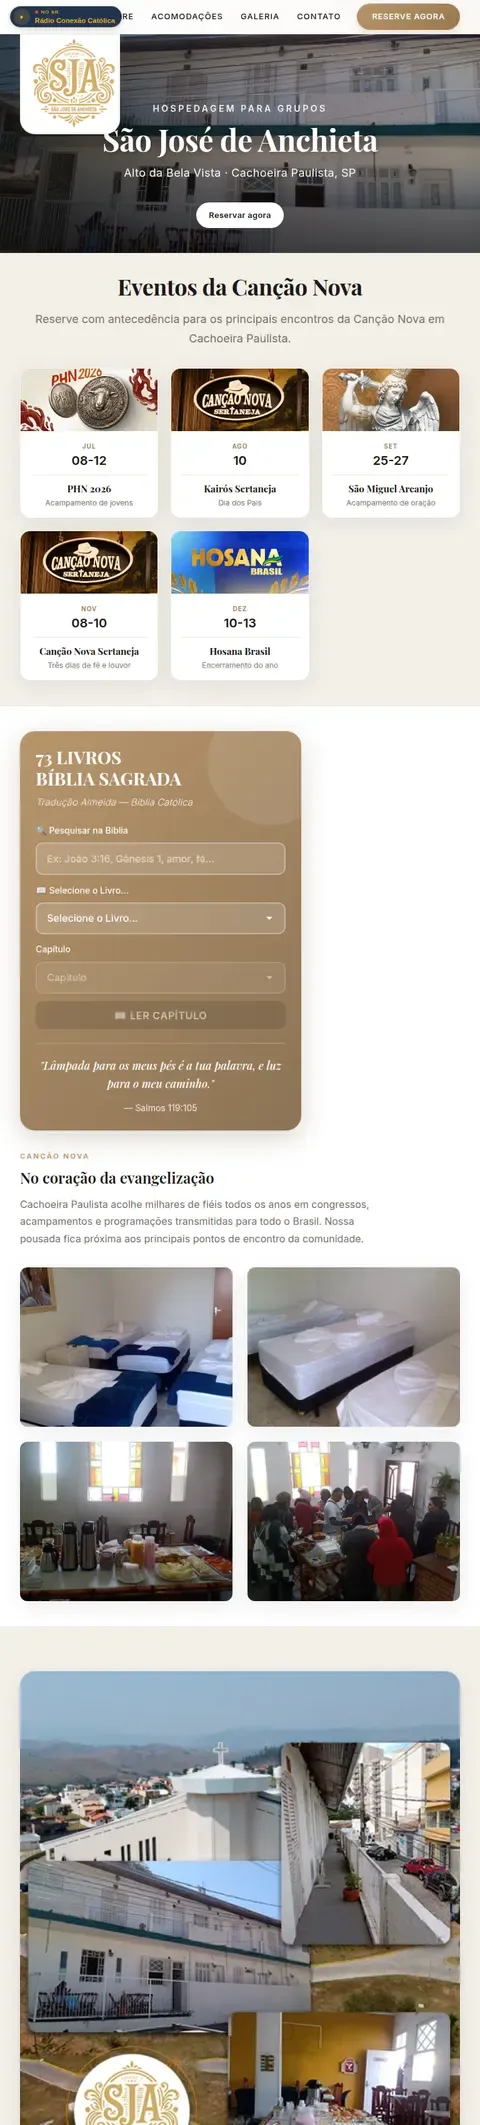 NO AR
Rádio Conexão Católica
RE
ACOMODAÇÕES
GALERIA
CONTATO
RESERVE AGORA
SJA
SÃO JOSÉ DE ANCHIETA
HOSPEDAGEM PARA GRUPOS
São José de Anchieta
Alto da Bela Vista · Cachoeira Paulista, SP
Reservar agora
Eventos da Canção Nova
Reserve com antecedência para os principais encontros da Canção Nova em
Cachoeira Paulista.
PHN 2026
CANÇÃO NOVA
SERTANEJA
JUL
08-12
PHN 2026
Acampamento de jovens
AGO
10
Kairós Sertaneja
Dia dos Pais
SET
25-27
São Miguel Arcanjo
Acampamento de oração
CANÇÃO NOVA
SERTANEJA
HOSANA
BRASIL
NOV
08-10
Canção Nova Sertaneja
Três dias de fé e louvor
DEZ
10-13
Hosana Brasil
Encerramento do ano
73 LIVROS
BÍBLIA SAGRADA
Tradução Almeida — Bíblia Católica
🔍 Pesquisar na Bíblia
Ex: João 3:16, Gênesis 1, amor, fé...
📖 Selecione o Livro...
Selecione o Livro...
Capítulo
Capítulo
📖 LER CAPÍTULO
"Lâmpada para os meus pés é a tua palavra, e luz
para o meu caminho."
— Salmos 119:105
CANÇÃO NOVA
No coração da evangelização
Cachoeira Paulista acolhe milhares de fiéis todos os anos em congressos,
acampamentos e programações transmitidas para todo o Brasil. Nossa
pousada fica próxima aos principais pontos de encontro da comunidade.
SJA